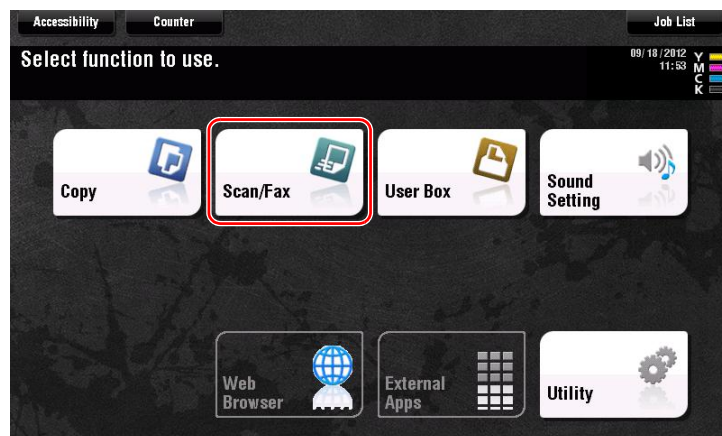 Accessibility Counter Job List
Select function to use.
09/18/2012
11:53
Y
M
C
K
Copy
Scan/Fax
User Box
Sound
Setting
Web
Browser
External
Apps
Utility